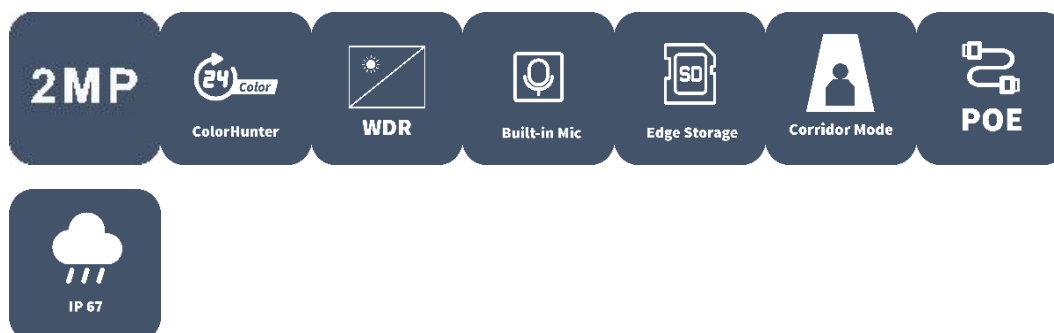 2MP
24
Color
ColorHunter
WDR
Built-in Mic
SD
Edge Storage
Corridor Mode
POE
IP 67